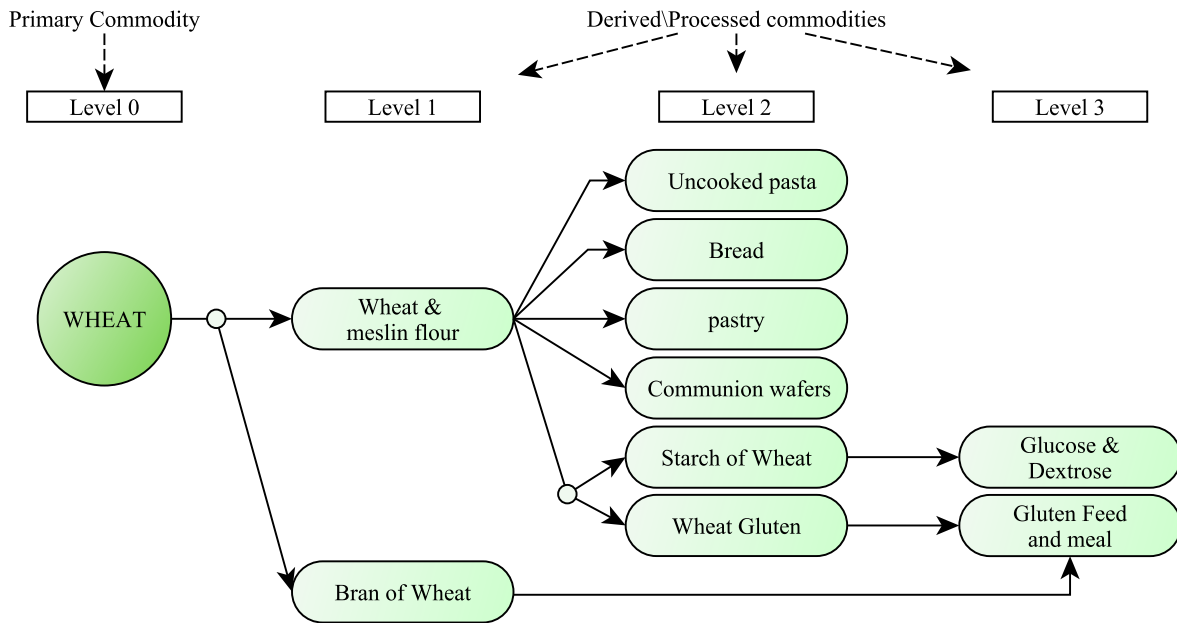 Primary Commodity
Derived\Processed commodities
Level 0
Level 1
Level 2
Level 3
Uncooked pasta
Bread
WHEAT
Wheat &
meslin flour
pastry
Communion wafers
Starch of Wheat
Glucose &
Dextrose
Wheat Gluten
Gluten Feed
and meal
Bran of Wheat